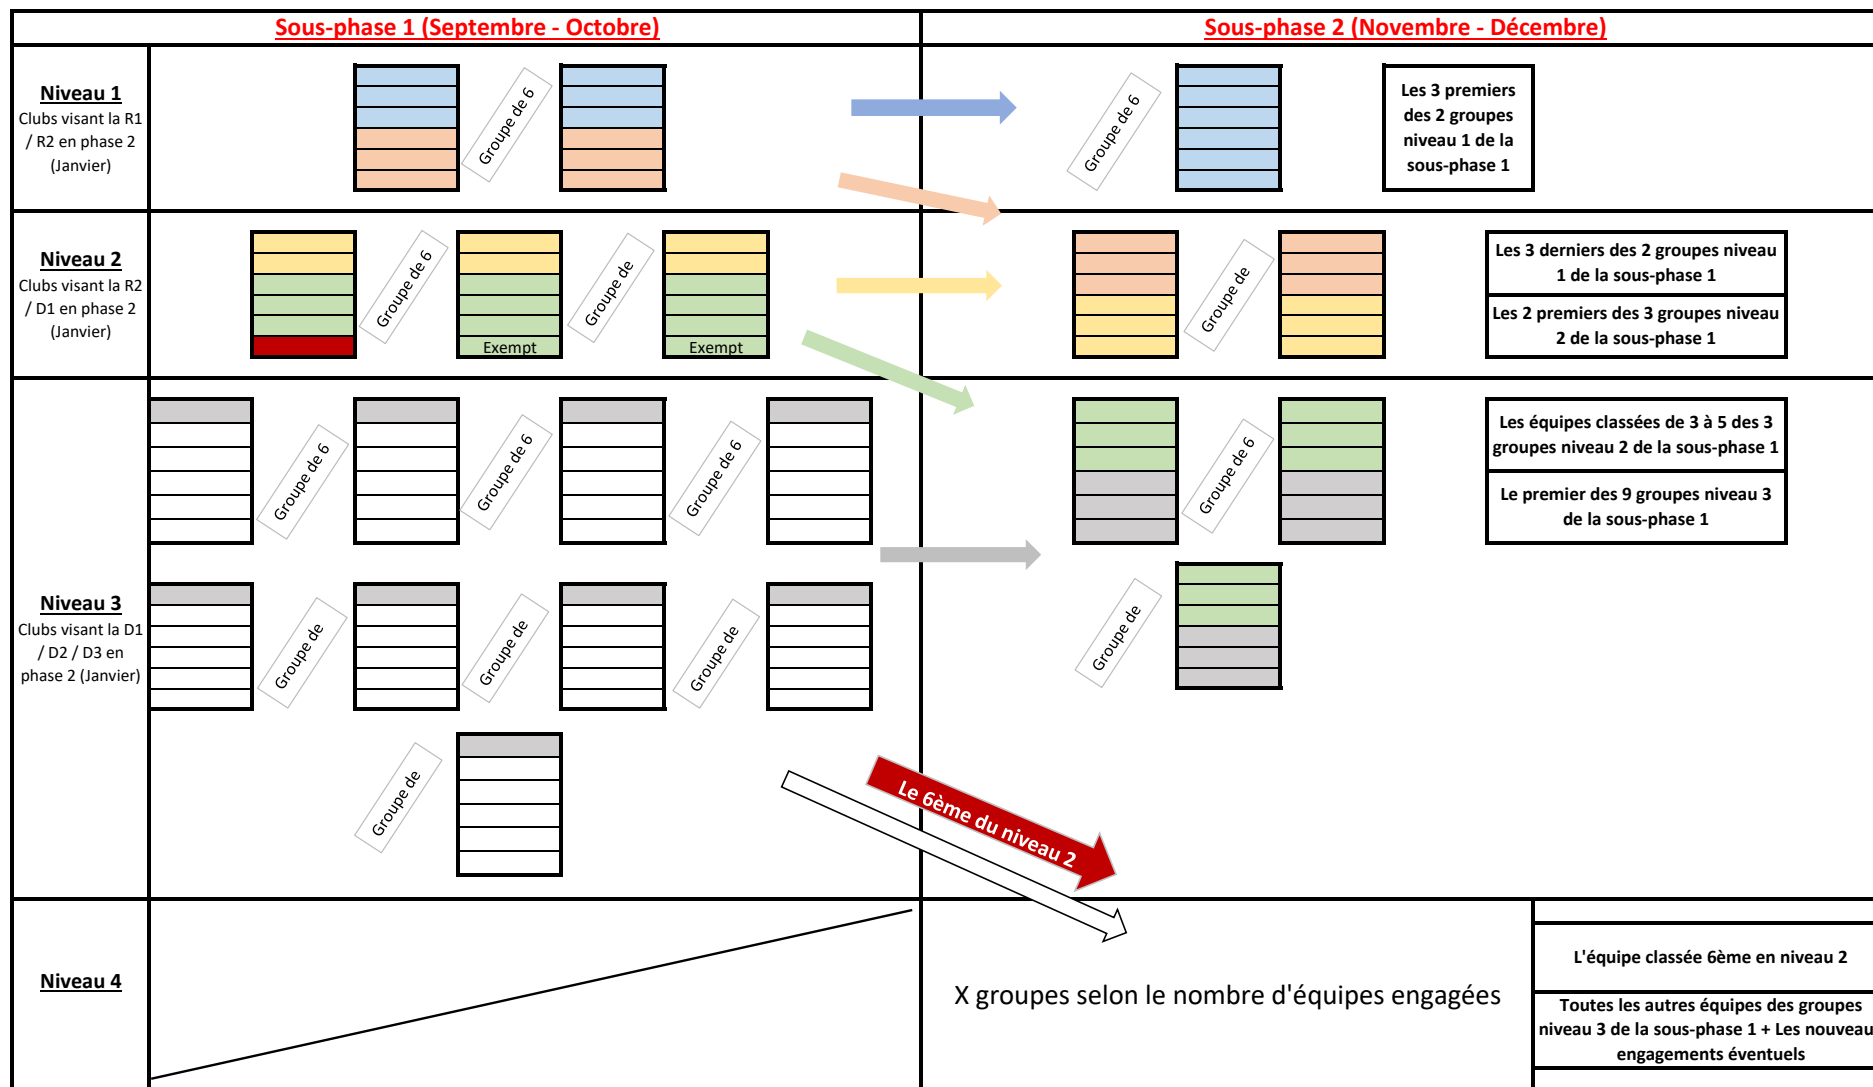 Sous-phase 1 (Septembre - Octobre)
Sous-phase 2 (Novembre - Décembre)
Niveau 1
Clubs visant la R1
/ R2 en phase 2
(Janvier)
Groupe de 6
Groupe de 6
Les 3 premiers
des 2 groupes
niveau 1 de la
sous-phase 1
Niveau 2
Clubs visant la R2
/ D1 en phase 2
(Janvier)
Groupe de 6
Groupe de
Exempt
Exempt
Groupe de
Les 3 derniers des 2 groupes niveau
1 de la sous-phase 1
Les 2 premiers des 3 groupes niveau
2 de la sous-phase 1
Niveau 3
Clubs visant la D1
/ D2 / D3 en
phase 2 (Janvier)
Groupe de 6
Groupe de 6
Groupe de 6
Groupe de
Groupe de
Groupe de
Groupe de
Groupe de 6
Groupe de
Les équipes classées de 3 à 5 des 3
groupes niveau 2 de la sous-phase 1
Le premier des 9 groupes niveau 3
de la sous-phase 1
Le 6ème du niveau 2
Niveau 4
X groupes selon le nombre d'équipes engagées
L'équipe classée 6ème en niveau 2
Toutes les autres équipes des groupes
niveau 3 de la sous-phase 1 + Les nouveau
engagements éventuels